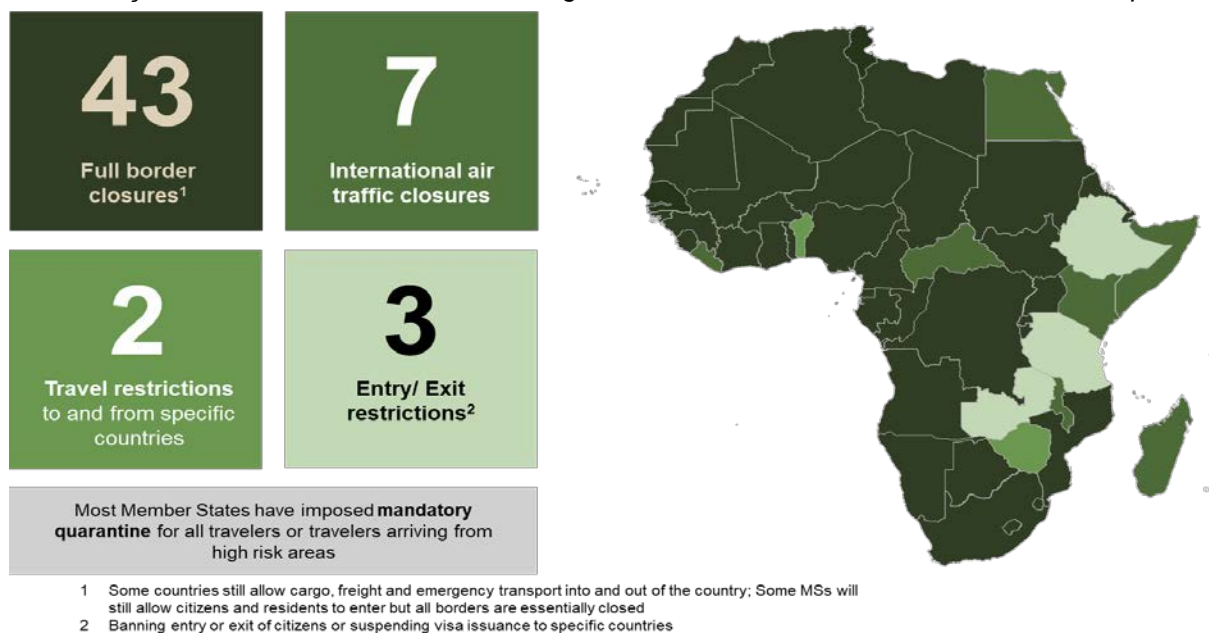 43
Full border
closures1
7
International air
traffic closures
2
Travel restrictions
to and from specific
countries
3
Entry/ Exit
restrictions2
Most Member States have imposed mandatory
quarantine for all travelers or travelers arriving from
high risk areas
1 Some countries still allow cargo, freight and emergency transport into and out of the country; Some MSs will
still allow citizens and residents to enter but all borders are essentially closed
2 Banning entry or exit of citizens or suspending visa issuance to specific countries